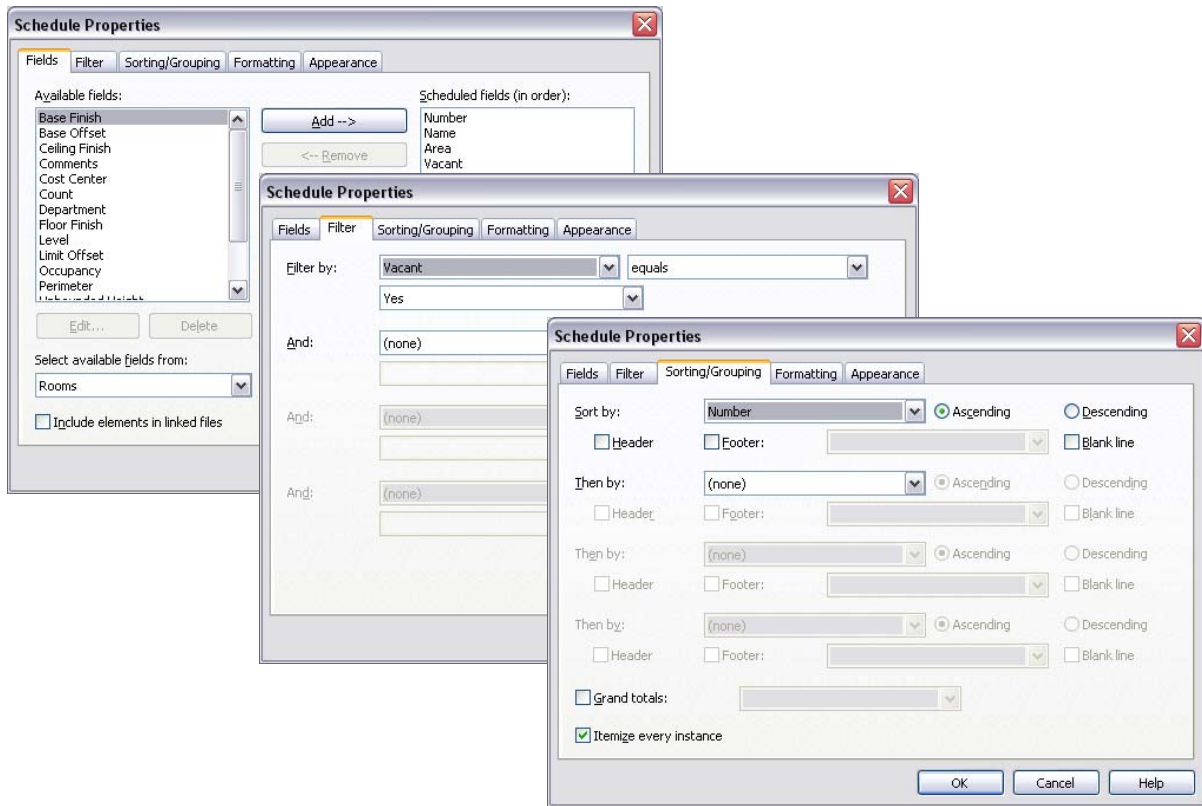 Schedule Properties
Fields Filter Sorting/Grouping Formatting Appearance
Available fields:
Base Finish
Base Offset
Ceiling Finish
Comments
Cost Center
Count
Department
Floor Finish
Level
Limit Offset
Occupancy
Perimeter
Unbounded Height
Add -->
<-- Remove
Scheduled fields (in order):
Number
Name
Area
Vacant
Edit... Delete
Select available fields from:
Rooms
Include elements in linked files
Schedule Properties
Fields Filter Sorting/Grouping Formatting Appearance
Filter by: Vacant equals
Yes
And: (none)
And: (none)
And: (none)
Schedule Properties
Fields Filter Sorting/Grouping Formatting Appearance
Sort by: Number Ascending Descending
Header Footer: Blank line
Then by: (none) Ascending Descending
Header Footer: Blank line
Then by: (none) Ascending Descending
Header Footer: Blank line
Then by: (none) Ascending Descending
Header Footer: Blank line
Grand totals:
Itemize every instance
OK Cancel Help